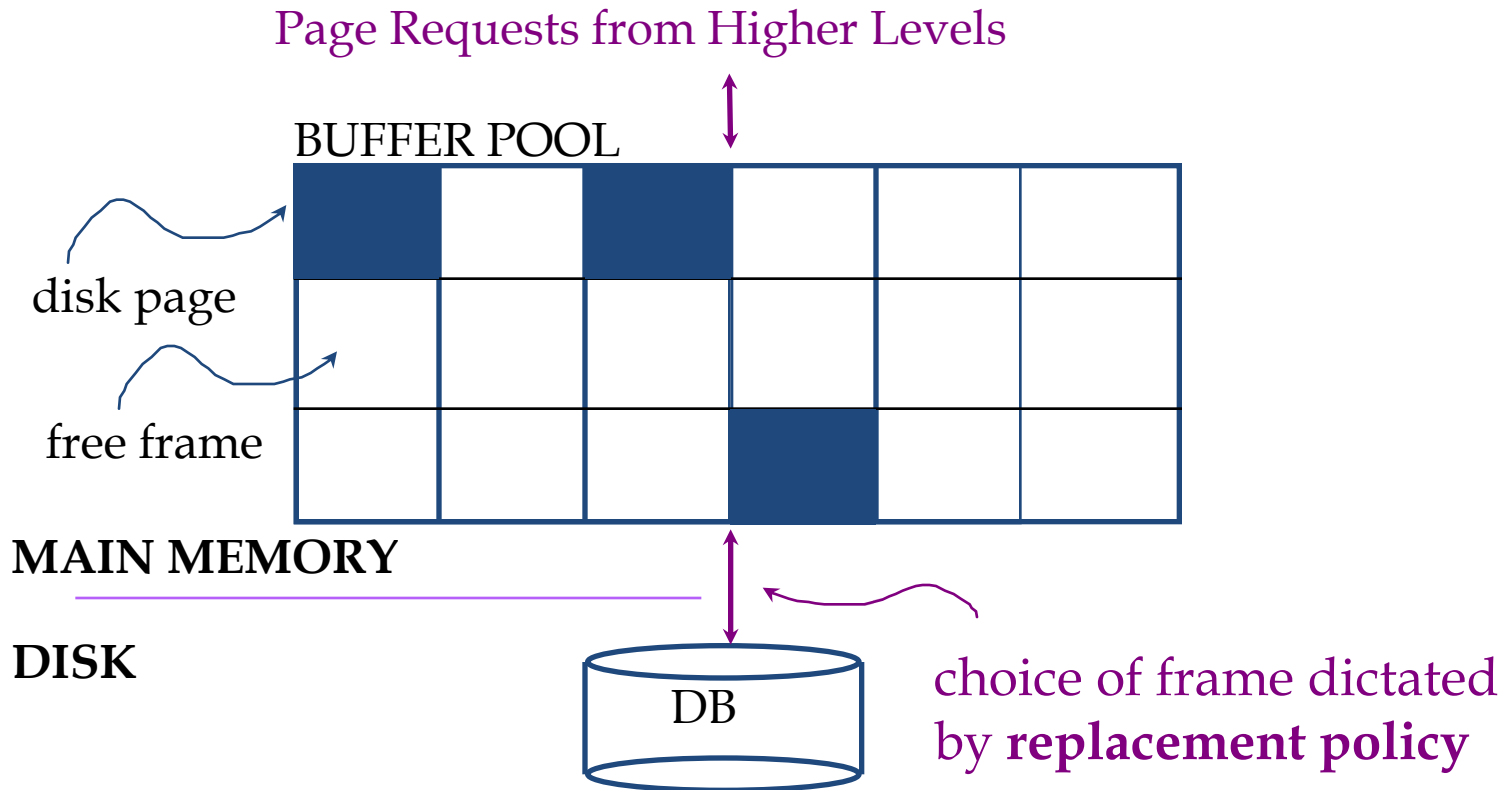 Page Requests from Higher Levels
BUFFER POOL
disk page
free frame
MAIN MEMORY
DISK
DB
choice of frame dictated
by replacement policy